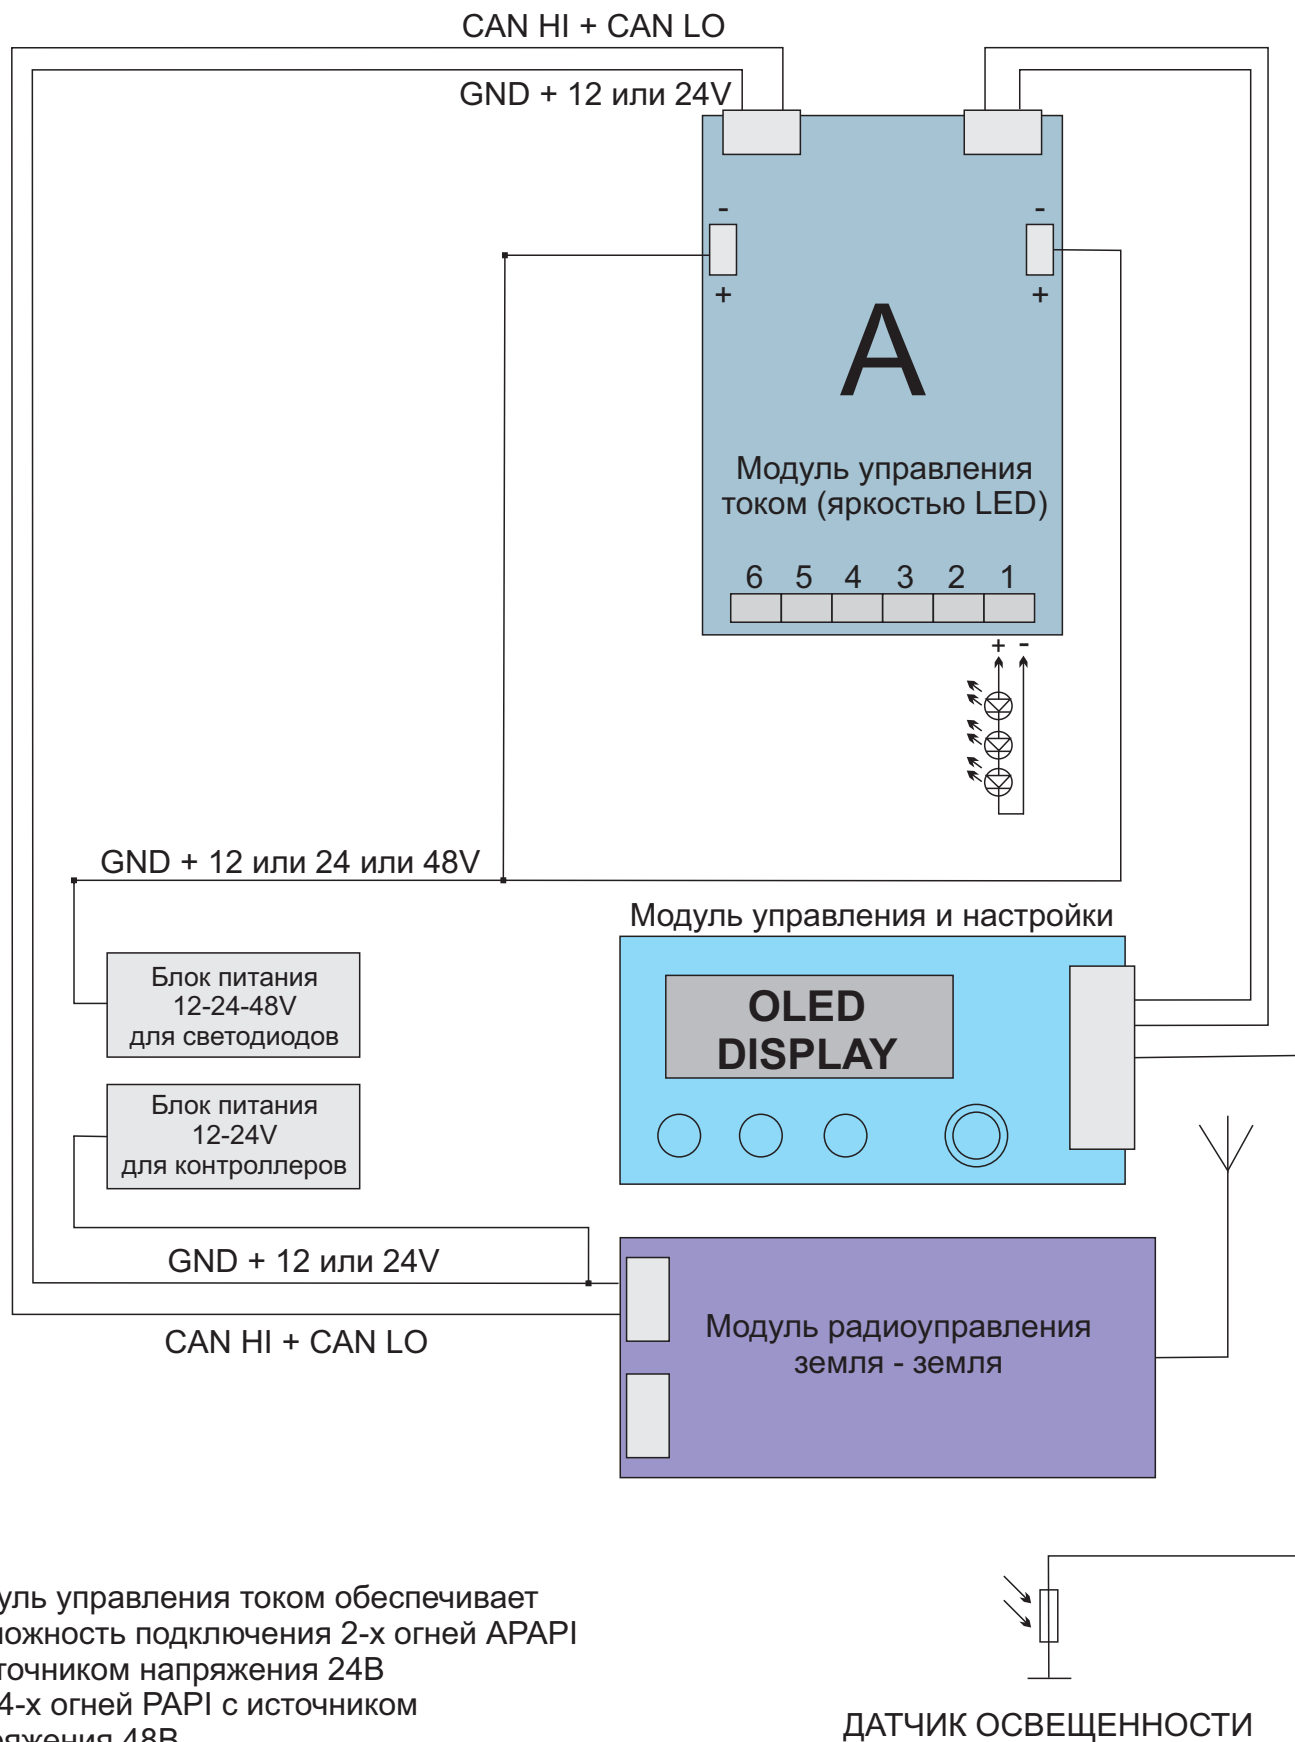 CAN HI + CAN LO
GND + 12 или 24V
- -
+ +
A
Модуль управления
током (яркостью LED)
6 5 4 3 2 1
+ -
GND + 12 или 24 или 48V
Модуль управления и настройки
Блок питания
12-24-48V
для светодиодов
OLED
DISPLAY
Блок питания
12-24V
для контроллеров
GND + 12 или 24V
CAN HI + CAN LO
Модуль радиоуправления
земля - земля
уль управления током обеспечивает
ложность подключения 2-х огней APAPI
точником напряжения 24В
4-х огней PAPI с источником
ряжения 48В
ДАТЧИК ОСВЕЩЕННОСТИ